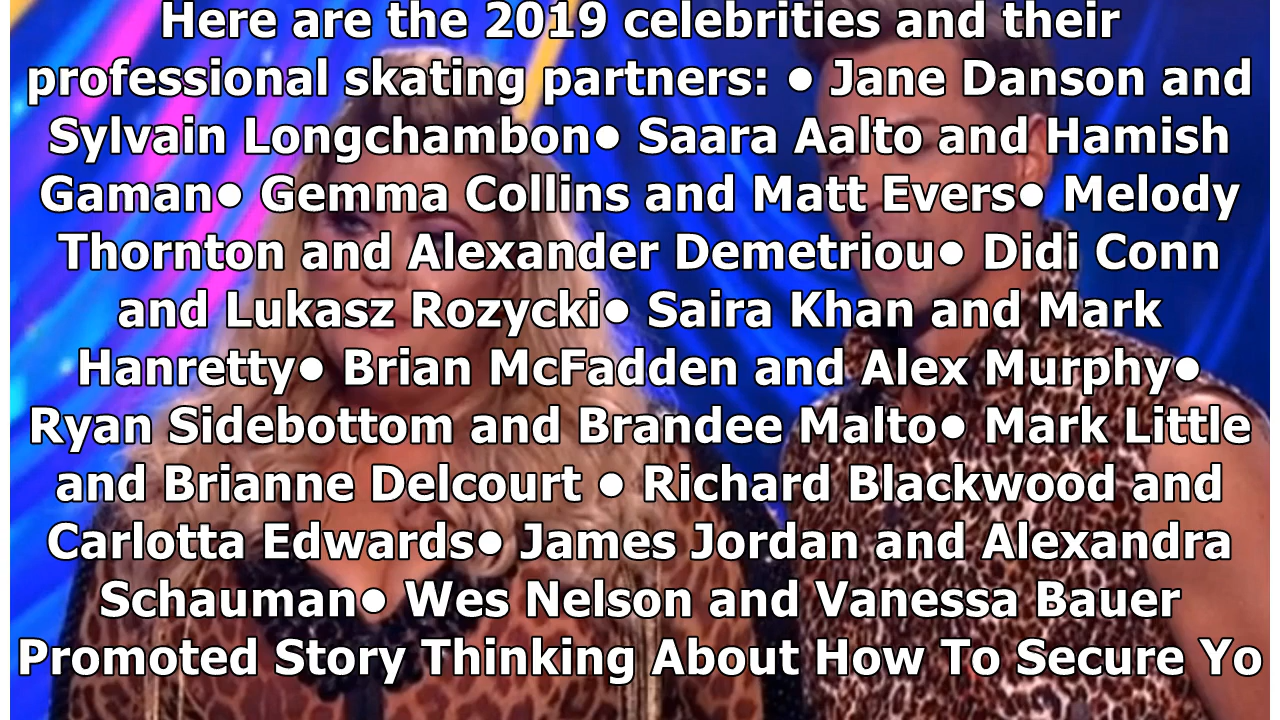 Here are the 2019 celebrities and their
professional skating partners: ● Jane Danson and
Sylvain Longchambon● Saara Aalto and Hamish
Gaman● Gemma Collins and Matt Evers● Melody
Thornton and Alexander Demetriou● Didi Conn
and Lukasz Rozycki● Saira Khan and Mark
Hanretty● Brian McFadden and Alex Murphy●
Ryan Sidebottom and Brandee Malto● Mark Little
and Brianne Delcourt ● Richard Blackwood and
Carlotta Edwards● James Jordan and Alexandra
Schauman● Wes Nelson and Vanessa Bauer
Promoted Story Thinking About How To Secure Yo